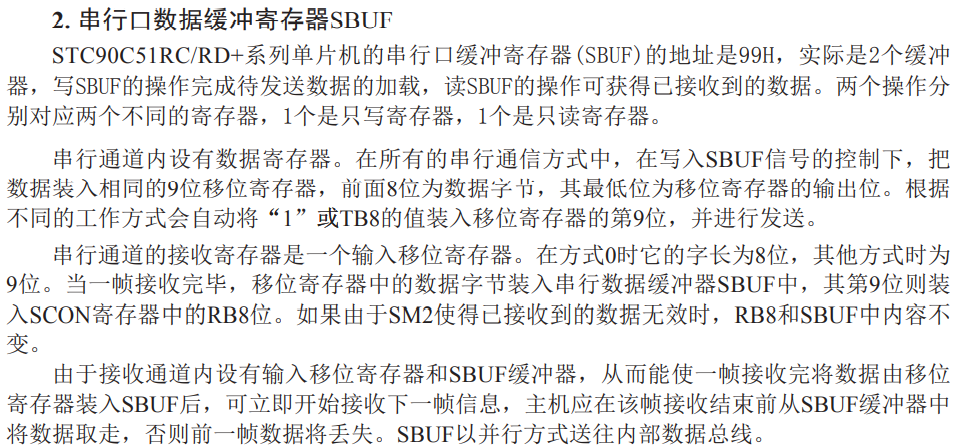 2. 串行口数据缓冲寄存器SBUF
STC90C51RC/RD+系列单片机的串行口缓冲寄存器(SBUF)的地址是99H，实际是2个缓冲
器，写SBUF的操作完成待发送数据的加载，读SBUF的操作可获得已接收到的数据。两个操作分
别对应两个不同的寄存器，1个是只写寄存器，1个是只读寄存器。
串行通道内设有数据寄存器。在所有的串行通信方式中，在写入SBUF信号的控制下，把
数据装入相同的9位移位寄存器，前面8位为数据字节，其最低位为移位寄存器的输出位。根据
不同的工作方式会自动将“1”或TB8的值装入移位寄存器的第9位，并进行发送。
串行通道的接收寄存器是一个输入移位寄存器。在方式0时它的字长为8位，其他方式时为
9位。当一帧接收完毕，移位寄存器中的数据字节装入串行数据缓冲器SBUF中，其第9位则装
入SCON寄存器中的RB8位。如果由于SM2使得已接收到的数据无效时，RB8和SBUF中内容不
变。
由于接收通道内设有输入移位寄存器和SBUF缓冲器，从而能使一帧接收完将数据由移位
寄存器装入SBUF后，可立即开始接收下一帧信息，主机应在该帧接收结束前从SBUF缓冲器中
将数据取走，否则前一帧数据将丢失。SBUF以并行方式送往内部数据总线。